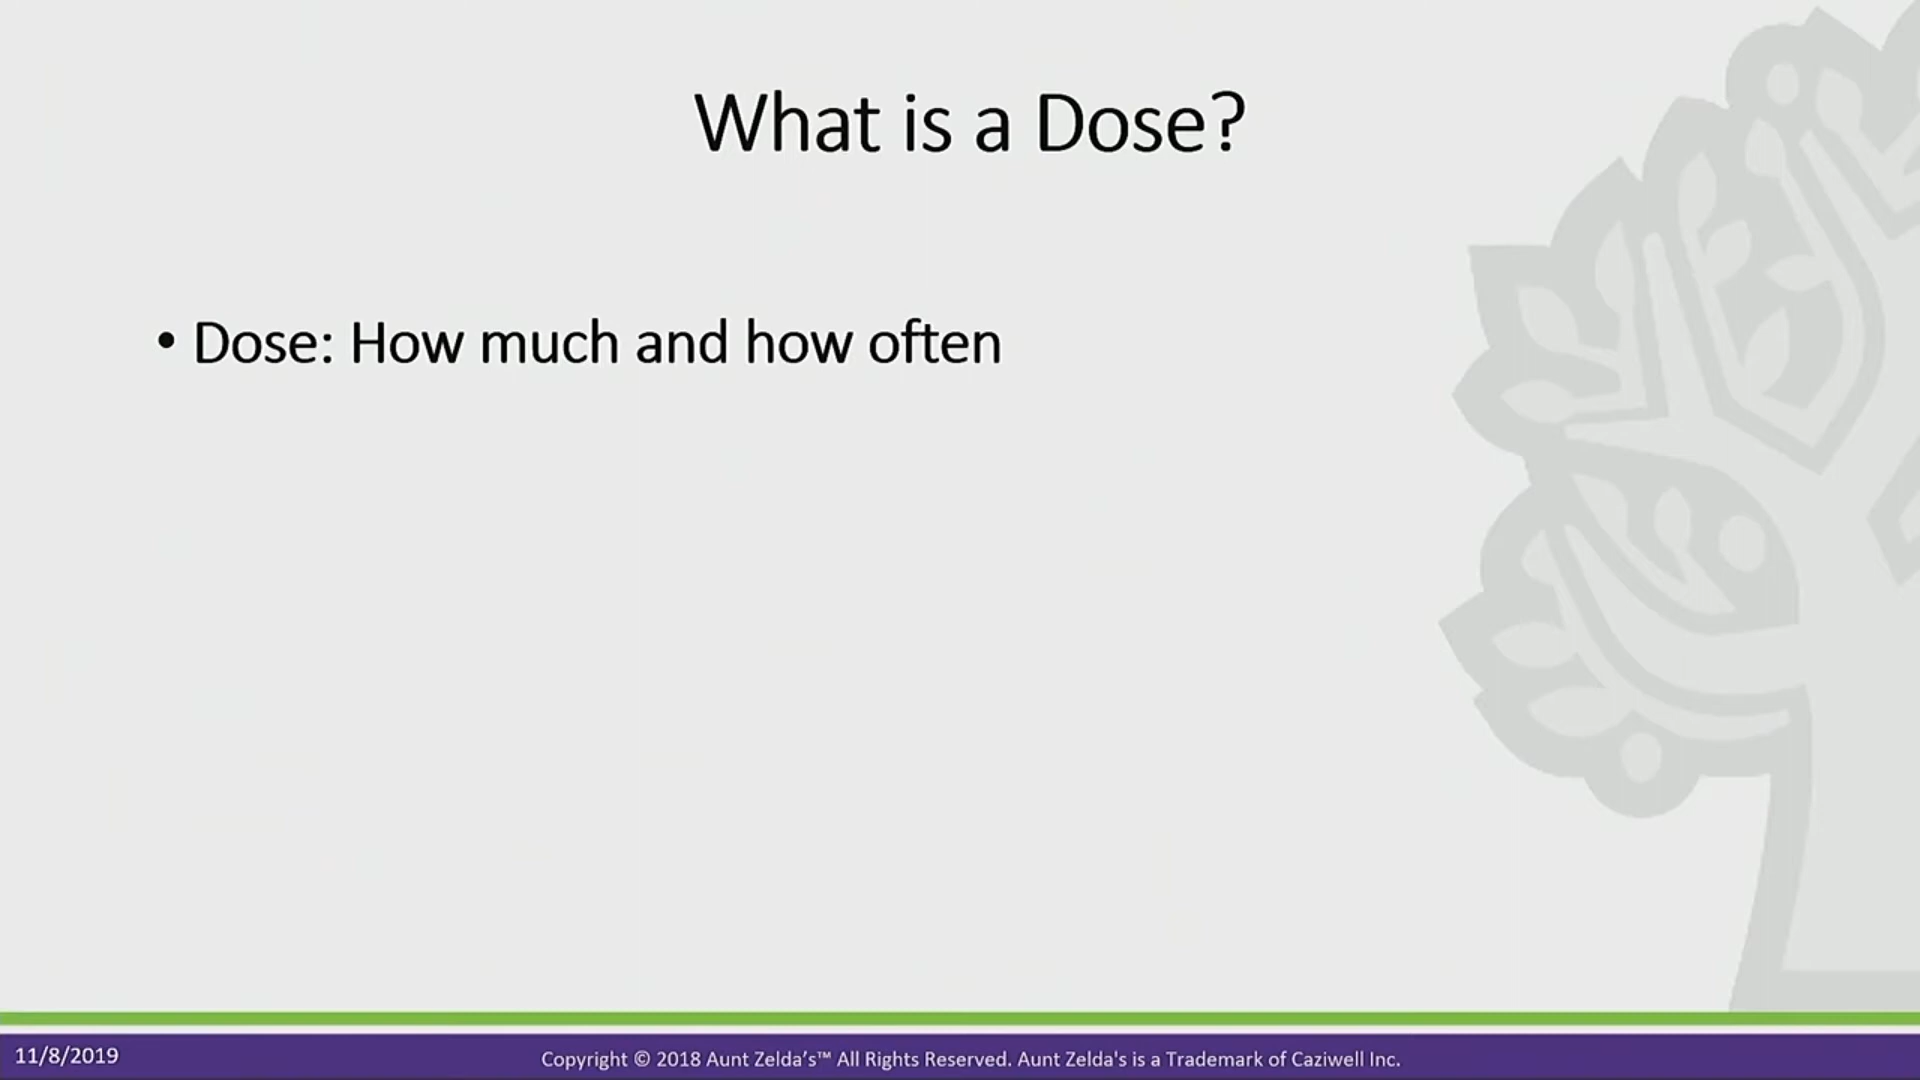 What is a Dose?
• Dose: How much and how often
11/8/2019
Copyright © 2018 Aunt Zelda’s™ All Rights Reserved. Aunt Zelda's is a Trademark of Caziwell Inc.